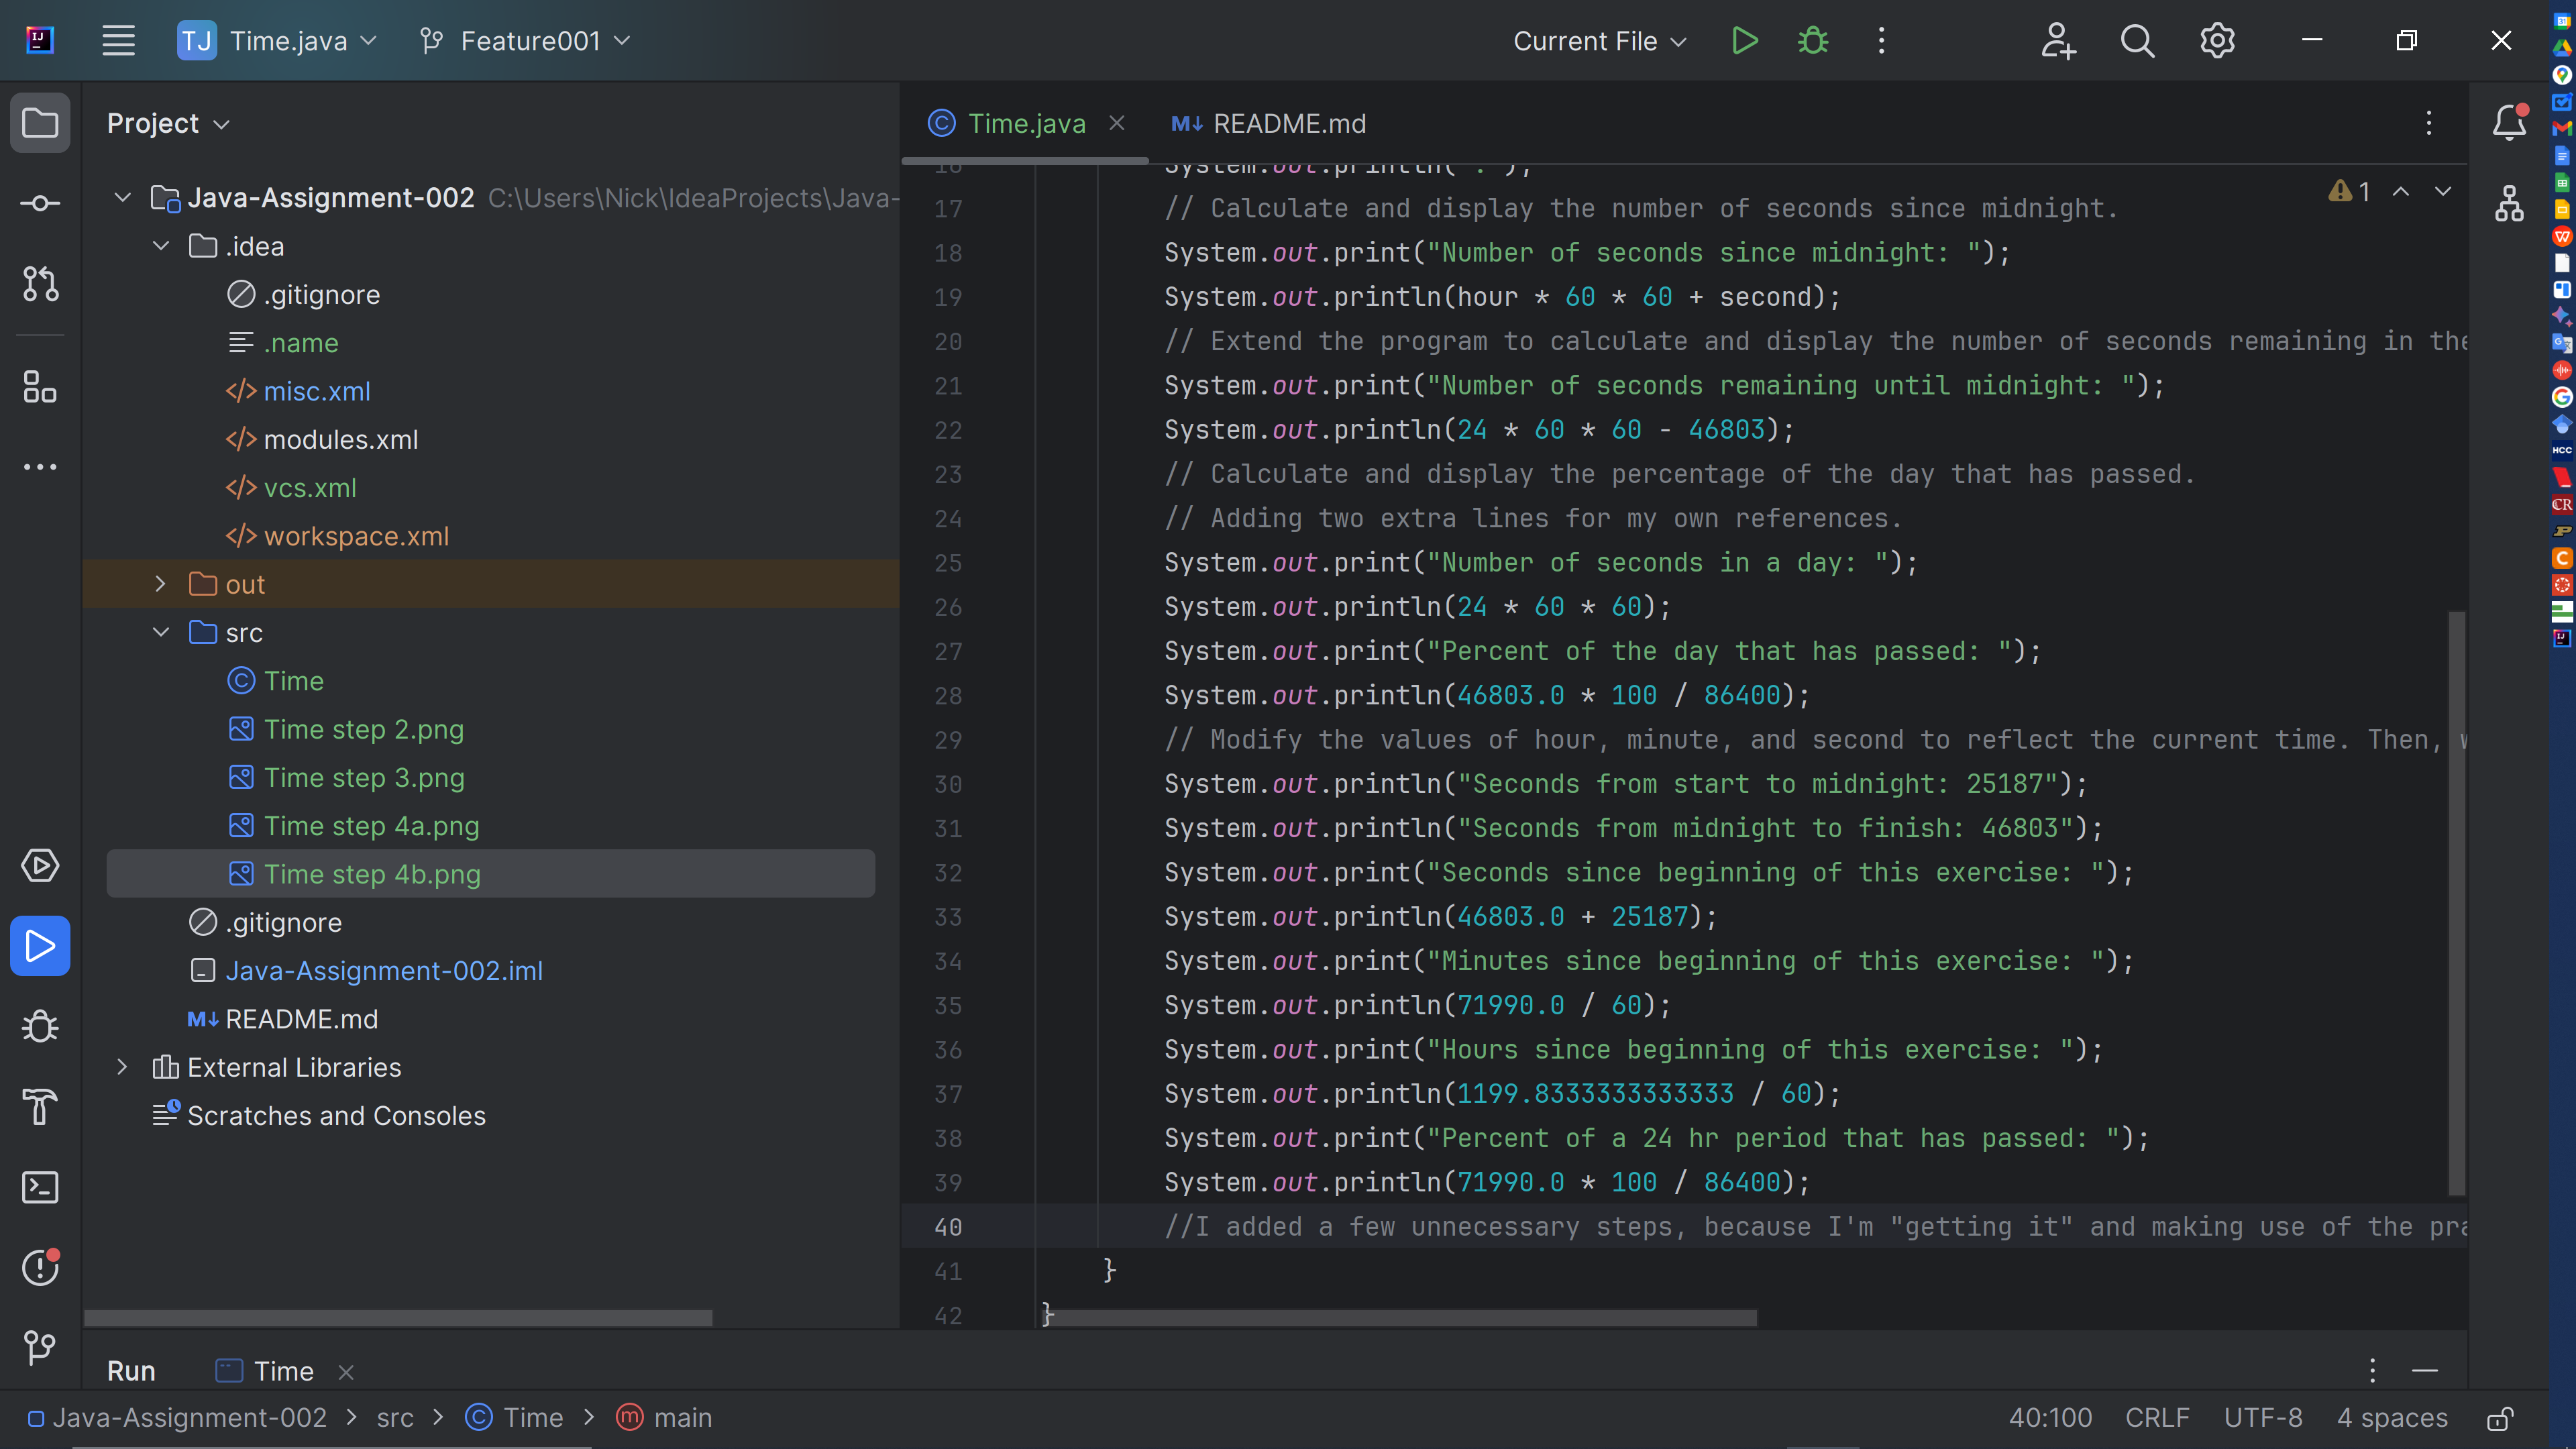 TJ Time.java Feature001 Current File
Project
Time.java
M↓ README.md
Java-Assignment-002 C:\Users\Nick\IdeaProjects\Java-
.idea
.gitignore
.name
</> misc.xml
</> modules.xml
</> vcs.xml
</> workspace.xml
out
src
Time
Time step 2.png
Time step 3.png
Time step 4a.png
Time step 4b.png
.gitignore
Java-Assignment-002.iml
M↓ README.md
External Libraries
Scratches and Consoles
1
16 System.out.println(".");
17 // Calculate and display the number of seconds since midnight.
18 System.out.print("Number of seconds since midnight: ");
19 System.out.println(hour * 60 * 60 + second);
20 // Extend the program to calculate and display the number of seconds remaining in the
21 System.out.print("Number of seconds remaining until midnight: ");
22 System.out.println(24 * 60 * 60 - 46803);
23 // Calculate and display the percentage of the day that has passed.
24 // Adding two extra lines for my own references.
25 System.out.print("Number of seconds in a day: ");
26 System.out.println(24 * 60 * 60);
27 System.out.print("Percent of the day that has passed: ");
28 System.out.println(46803.0 * 100 / 86400);
29 // Modify the values of hour, minute, and second to reflect the current time. Then,
30 System.out.println("Seconds from start to midnight: 25187");
31 System.out.println("Seconds from midnight to finish: 46803");
32 System.out.print("Seconds since beginning of this exercise: ");
33 System.out.println(46803.0 + 25187);
34 System.out.print("Minutes since beginning of this exercise: ");
35 System.out.println(71990.0 / 60);
36 System.out.print("Hours since beginning of this exercise: ");
37 System.out.println(1199.8333333333333 / 60);
38 System.out.print("Percent of a 24 hr period that has passed: ");
39 System.out.println(71990.0 * 100 / 86400);
40 //I added a few unnecessary steps, because I'm "getting it" and making use of the pra
41 }
42 }
Run Time
Java-Assignment-002 > src > Time > main 40:100 CRLF UTF-8 4 spaces
HCC
CR